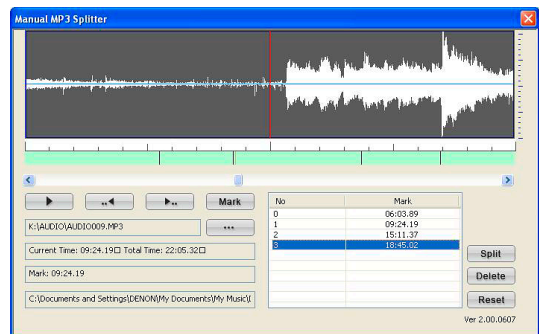 Manual MP3 Splitter
..◄ ►.. Mark
K:\AUDIO\AUDIO009.MP3 ...
Current Time: 09:24.19□ Total Time: 22:05.32□
Mark: 09:24.19
C:\Documents and Settings\DENON\My Documents\My Music\[
No Mark
0 06:03.89
1 09:24.19
2 15:11.37
3 18:45.02
Split
Delete
Reset
Ver 2.00.0607